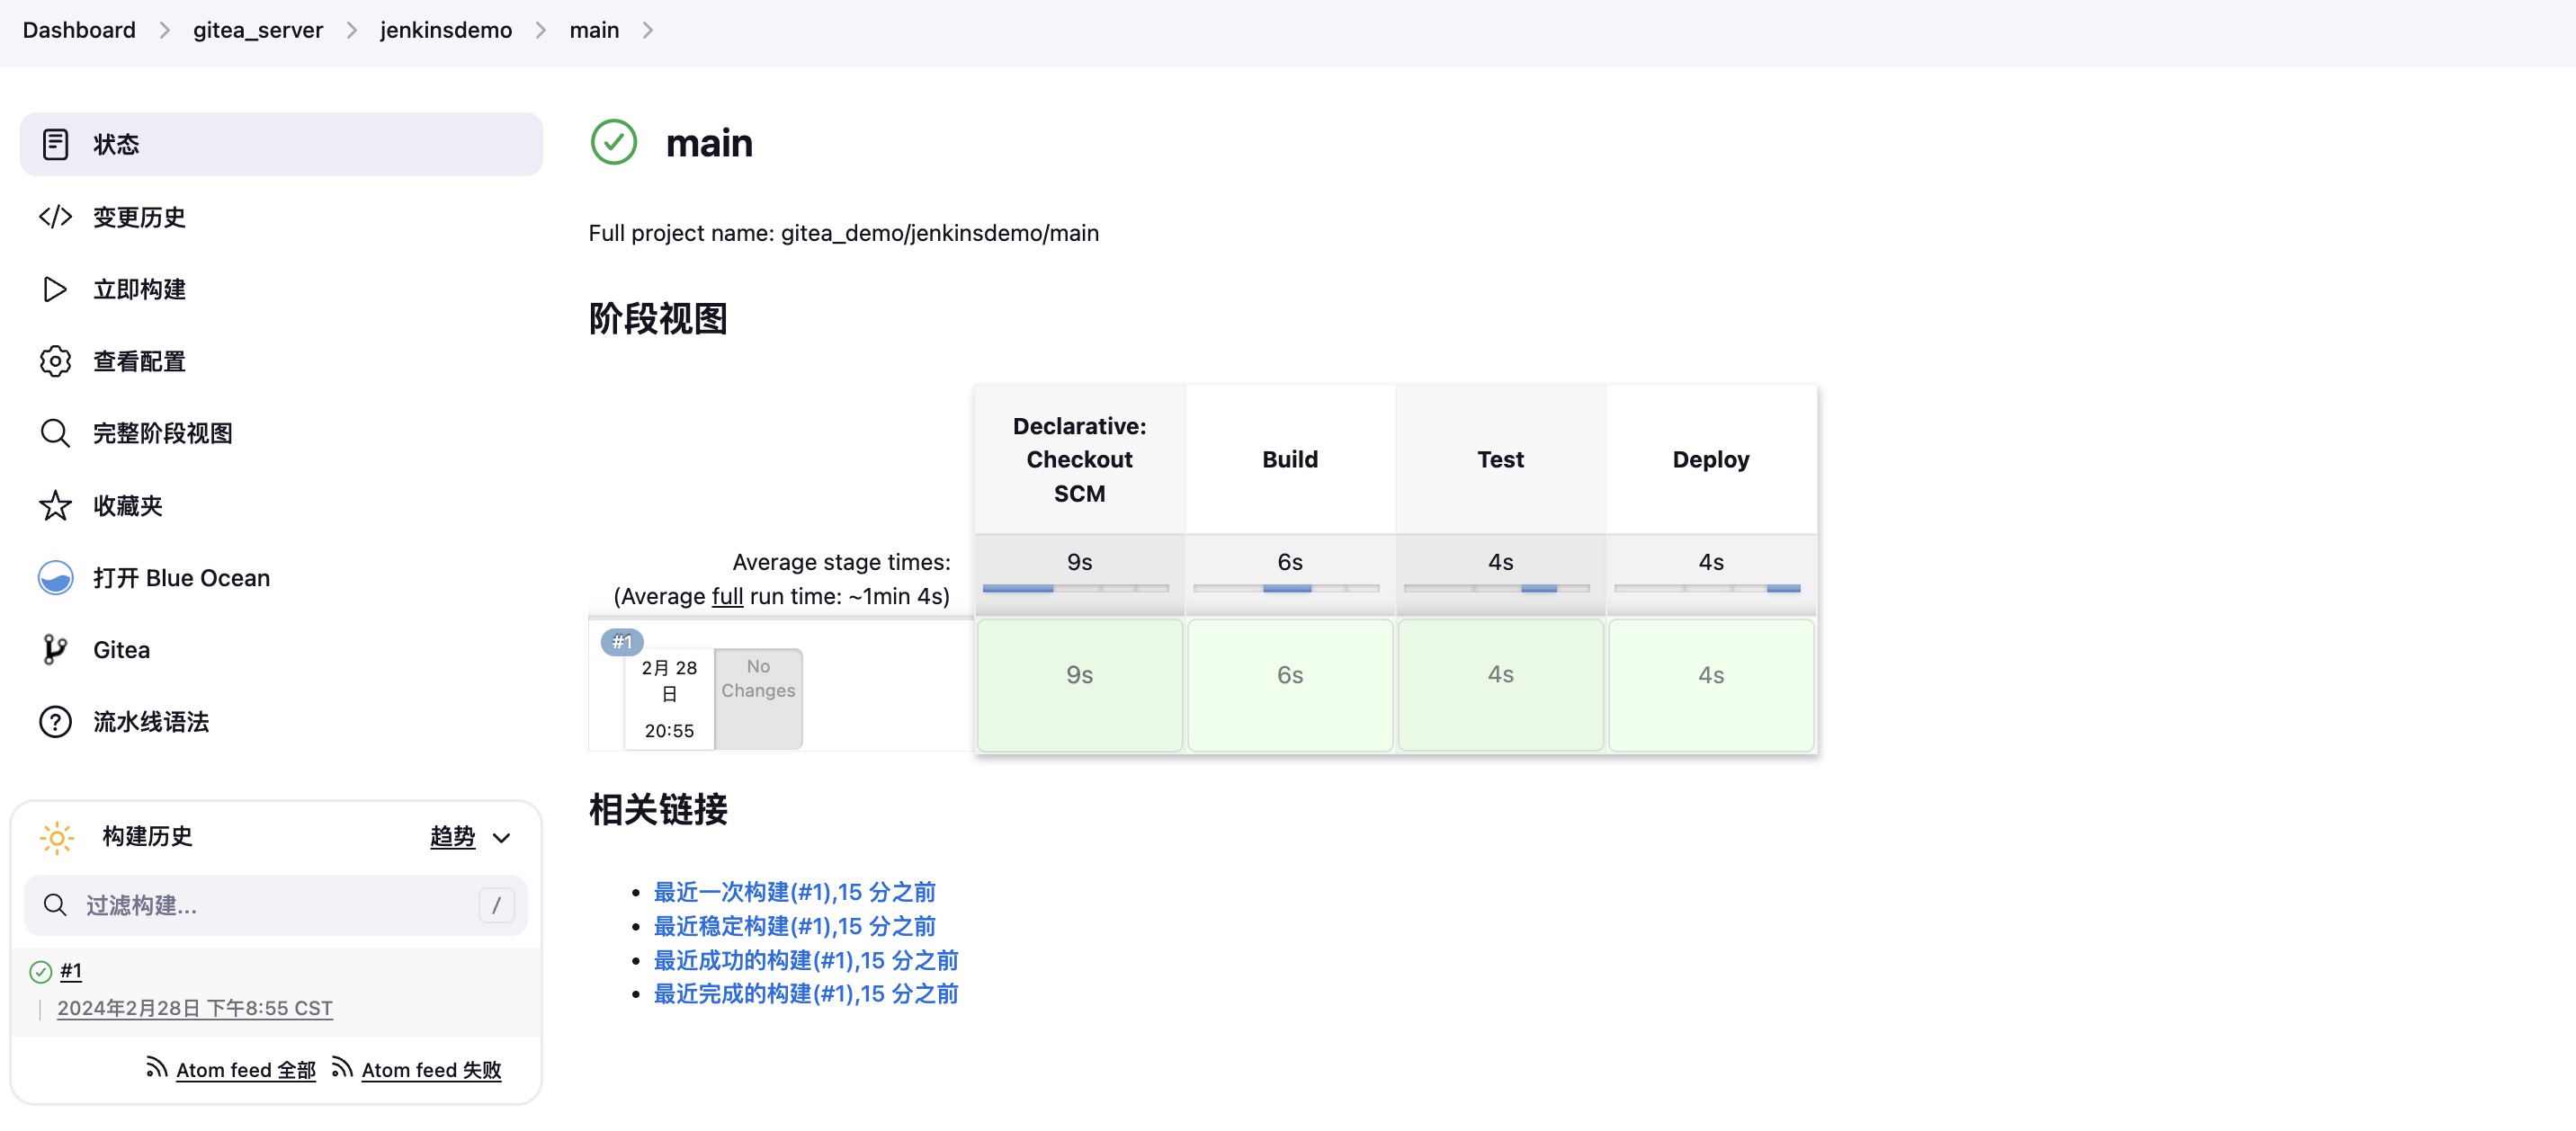 Dashboard
gitea_server
jenkinsdemo
main
状态
变更历史
立即构建
查看配置
完整阶段视图
收藏夹
打开 Blue Ocean
Gitea
流水线语法
构建历史
趋势
过滤构建...
/
#1
2024年2月28日 下午8:55 CST
Atom feed 全部
Atom feed 失败
main
Full project name: gitea_demo/jenkinsdemo/main
阶段视图
Declarative:
Checkout
SCM
Build
Test
Deploy
Average stage times:
(Average full run time: ~1min 4s)
9s
6s
4s
4s
#1
2月 28
日
20:55
No
Changes
9s
6s
4s
4s
相关链接
最近一次构建(#1),15 分之前
最近稳定构建(#1),15 分之前
最近成功的构建(#1),15 分之前
最近完成的构建(#1),15 分之前